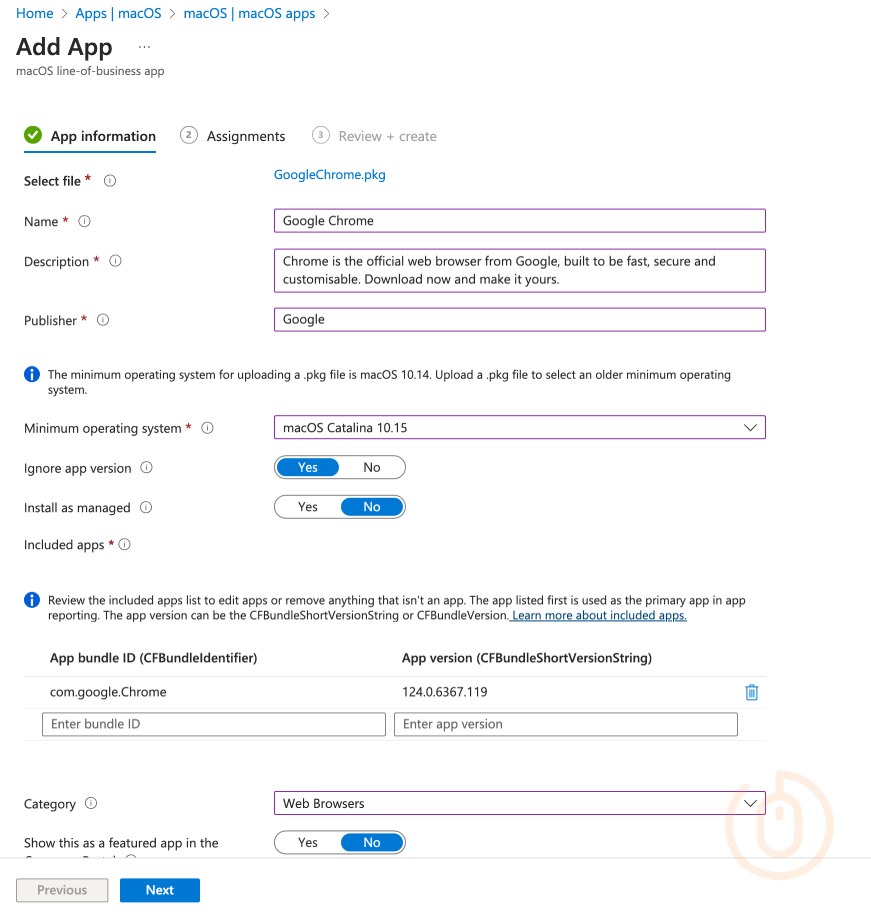 Home > Apps | macOS > macOS | macOS apps >
Add App ...
macOS line-of-business app
App information 2 Assignments 3 Review + create
Select file *
GoogleChrome.pkg
Name *
Google Chrome
Description *
Chrome is the official web browser from Google, built to be fast, secure and
customisable. Download now and make it yours.
Publisher *
Google
The minimum operating system for uploading a .pkg file is macOS 10.14. Upload a .pkg file to select an older minimum operating
system.
Minimum operating system *
macOS Catalina 10.15
Ignore app version
Yes No
Install as managed
Yes No
Included apps *
Review the included apps list to edit apps or remove anything that isn't an app. The app listed first is used as the primary app in app
reporting. The app version can be the CFBundleShortVersionString or CFBundleVersion. Learn more about included apps.
App bundle ID (CFBundleIdentifier) App version (CFBundleShortVersionString)
com.google.Chrome 124.0.6367.119
Enter bundle ID Enter app version
Category
Web Browsers
Show this as a featured app in the
Yes No
Previous Next